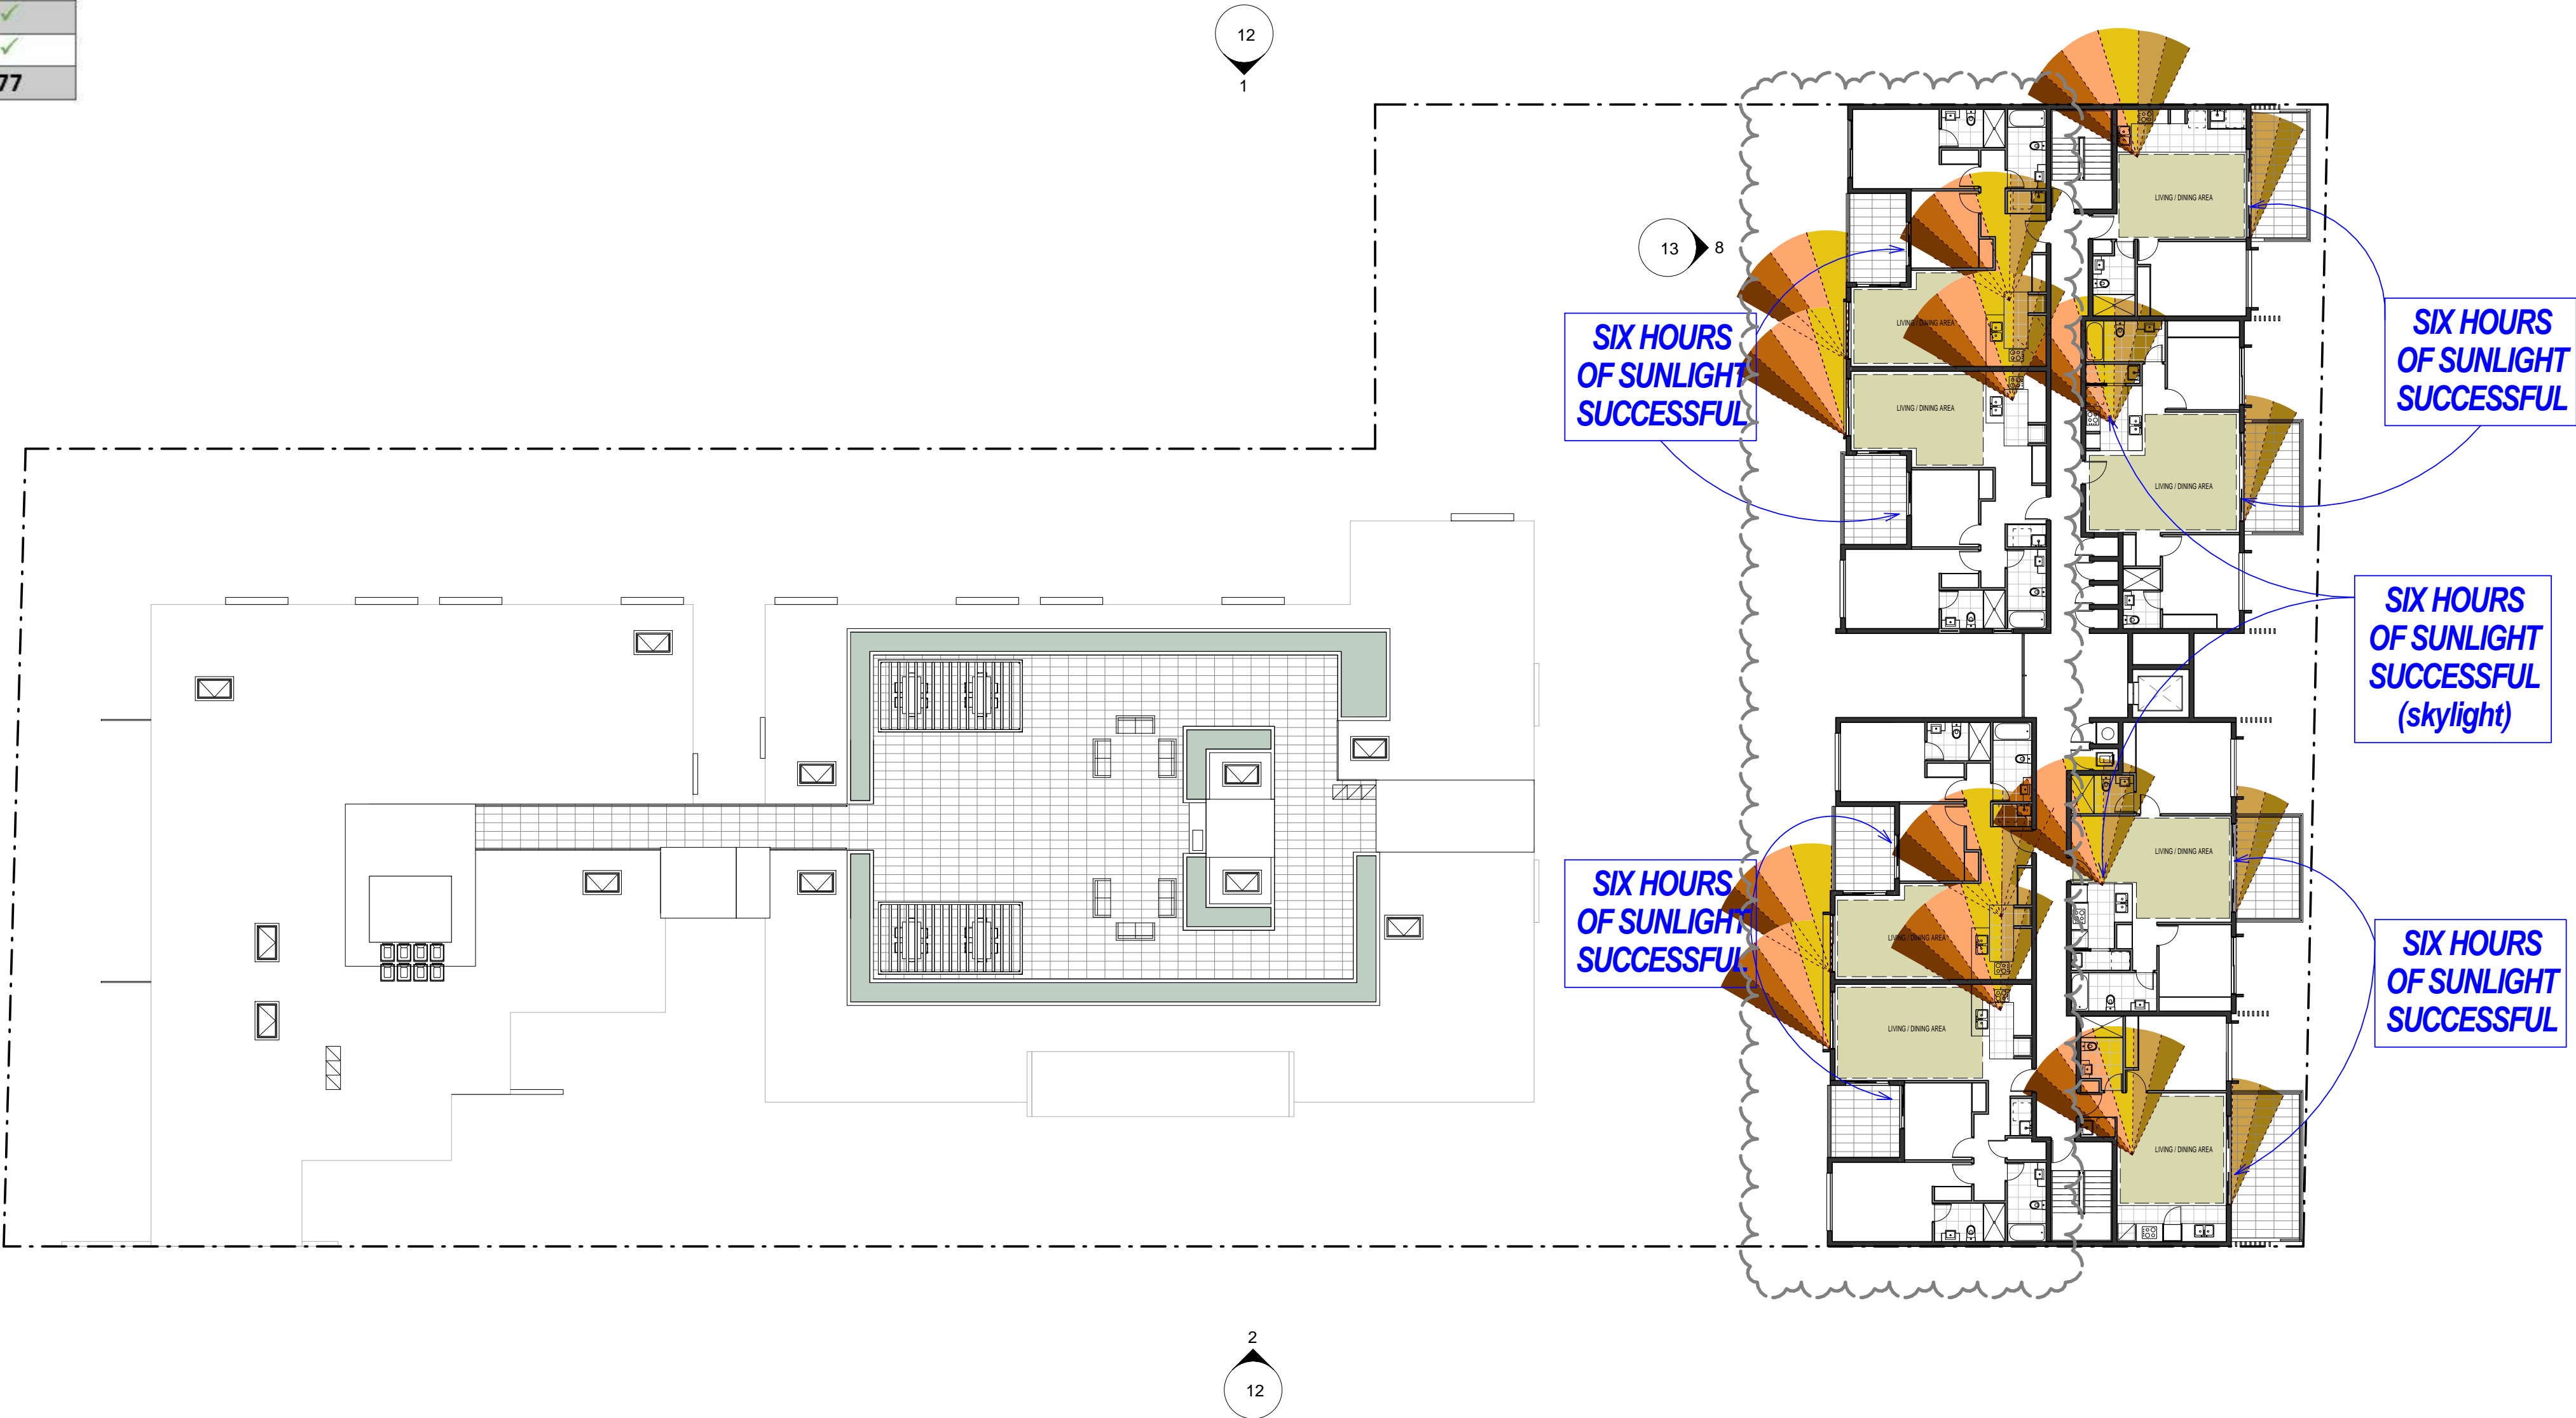 ✓
✓
77
12
1
LIVING / DINING AREA
13
8
SIX HOURS
OF SUNLIGHT
SUCCESSFUL
LIVING / DINING AREA
LIVING / DINING AREA
LIVING / DINING AREA
SIX HOURS
OF SUNLIGHT
SUCCESSFUL
SIX HOURS
OF SUNLIGHT
SUCCESSFUL
(skylight)
SIX HOURS
OF SUNLIGHT
SUCCESSFUL
LIVING / DINING AREA
LIVING / DINING AREA
LIVING / DINING AREA
LIVING / DINING AREA
SIX HOURS
OF SUNLIGHT
SUCCESSFUL
2
12